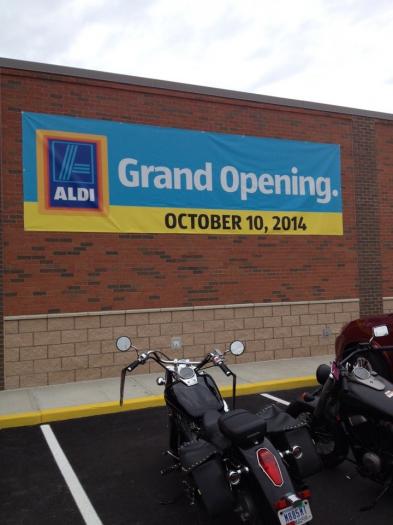 ALDI
Grand Opening.
OCTOBER 10, 2014